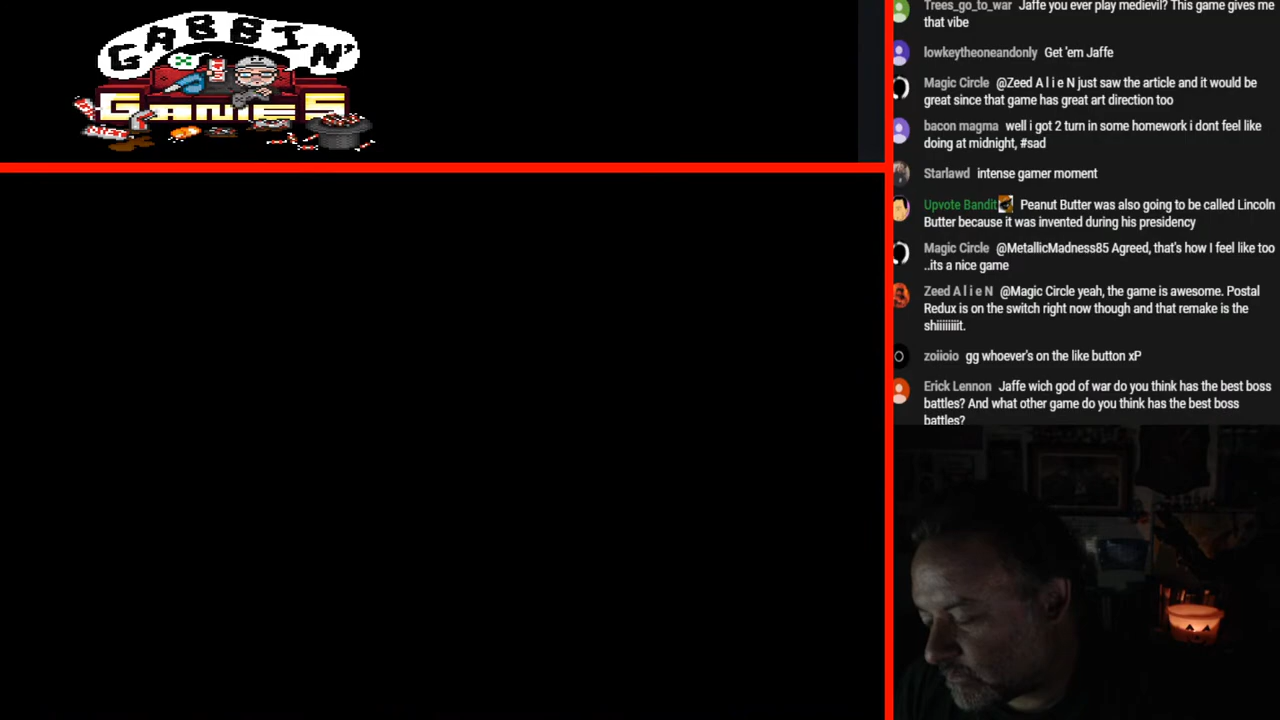 GABBIN'
GAMES
Trees_go_to_war Jaffe you ever play medievil? This game gives me
that vibe
lowkeytheoneandonly Get 'em Jaffe
Magic Circle @Zeed A l i e N just saw the article and it would be
great since that game has great art direction too
bacon magma well i got 2 turn in some homework i dont feel like
doing at midnight, #sad
Starlawd intense gamer moment
Upvote Bandit Peanut Butter was also going to be called Lincoln
Butter because it was invented during his presidency
Magic Circle @MetallicMadness85 Agreed, that's how I feel like too
..its a nice game
Zeed A l i e N @Magic Circle yeah, the game is awesome. Postal
Redux is on the switch right now though and that remake is the
shiiiiiiiit.
zoiioio gg whoever's on the like button xP
Erick Lennon Jaffe wich god of war do you think has the best boss
battles? And what other game do you think has the best boss
battles?